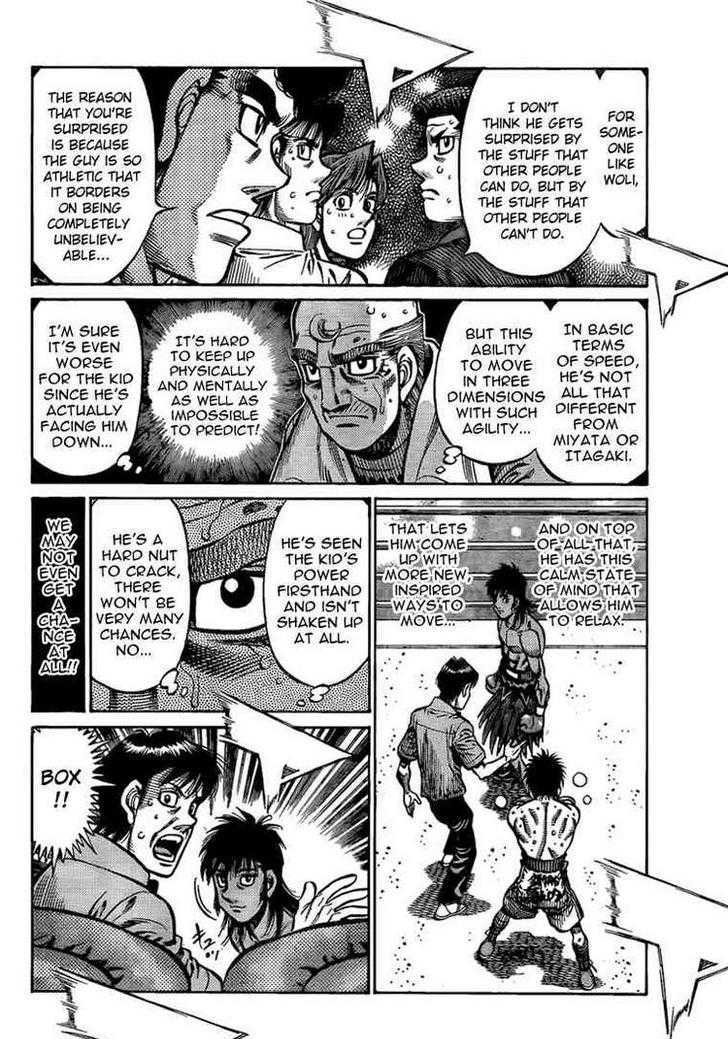 FOR
SOME-
ONE
LIKE
WOLI,
I DON'T
THINK HE GETS
SURPRISED BY
THE STUFF THAT
OTHER PEOPLE
CAN DO, BUT BY
THE STUFF THAT
OTHER PEOPLE
CAN'T DO.
THE REASON
THAT YOU'RE
SURPRISED
IS BECAUSE
THE GUY IS SO
ATHLETIC THAT
IT BORDERS
ON BEING
COMPLETELY
UNBELIEV-
ABLE...
IN BASIC
TERMS
OF SPEED,
HE'S NOT
ALL THAT
DIFFERENT
FROM
MIYATA OR
ITAGAKI.
BUT THIS
ABILITY
TO MOVE
IN THREE
DIMENSIONS
WITH SUCH
AGILITY...
IT'S HARD
TO KEEP UP
PHYSICALLY
AND MENTALLY
AS WELL AS
IMPOSSIBLE
TO PREDICT!
I'M SURE
IT'S EVEN
WORSE
FOR THE KID
SINCE HE'S
ACTUALLY
FACING HIM
DOWN...
AND ON TOP
OF ALL THAT,
HE HAS THIS
CALM STATE
OF MIND THAT
ALLOWS HIM
TO RELAX.
THAT LETS
HIM COME
UP WITH
MORE NEW,
INSPIRED
WAYS TO
MOVE...
HE'S SEEN
THE KID'S
POWER
FIRSTHAND
AND ISN'T
SHAKEN UP
AT ALL.
HE'S A
HARD NUT
TO CRACK,
THERE
WON'T BE
VERY MANY
CHANCES.
NO...
WE
MAY
NOT
EVEN
GET
A
CHA-
NCE
AT
ALL!!
BOX
!!